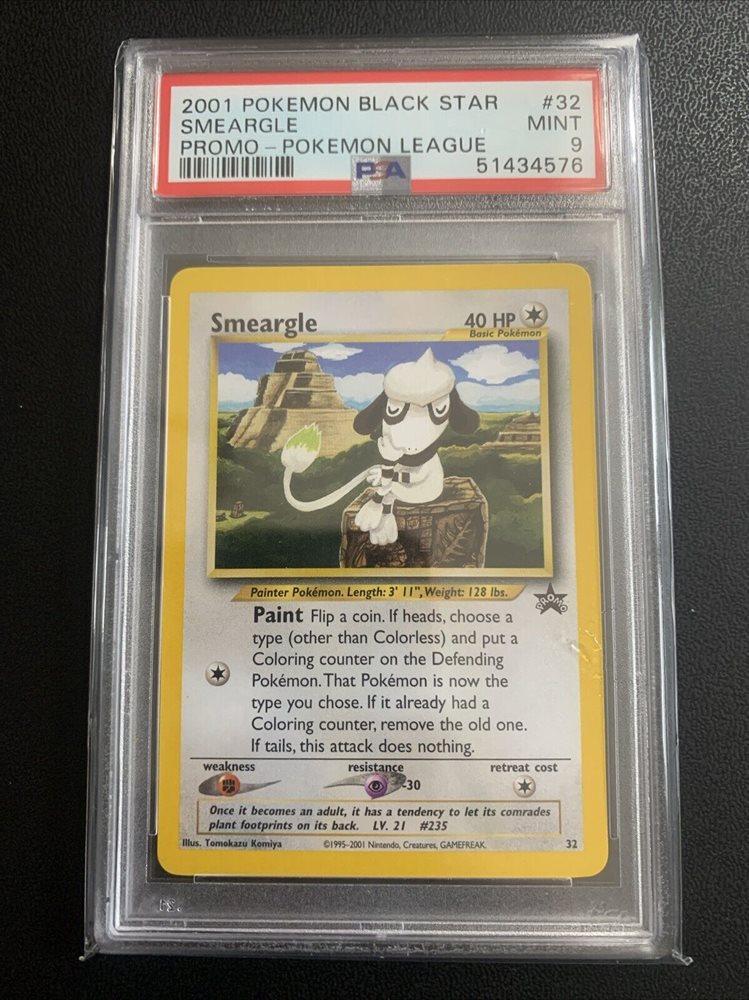 2001 POKEMON BLACK STAR #32
SMEARGLE MINT
PROMO – POKEMON LEAGUE 9
PSA 51434576
Smeargle 40 HP
Basic Pokémon
Painter Pokémon. Length: 3' 11", Weight: 128 lbs.
PROMO
Paint Flip a coin. If heads, choose a
type (other than Colorless) and put a
Coloring counter on the Defending
Pokémon. That Pokémon is now the
type you chose. If it already had a
Coloring counter, remove the old one.
If tails, this attack does nothing.
weakness resistance retreat cost
-30
Once it becomes an adult, it has a tendency to let its comrades
plant footprints on its back. LV. 21 #235
Illus. Tomokazu Komiya ©1995-2001 Nintendo, Creatures, GAMEFREAK. 32